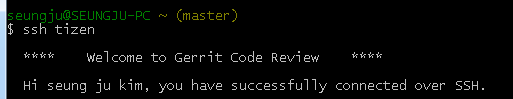 seungju@SEUNGJU-PC ~ (master)
$ ssh tizen
**** Welcome to Gerrit Code Review ****
Hi seung ju kim, you have successfully connected over SSH.